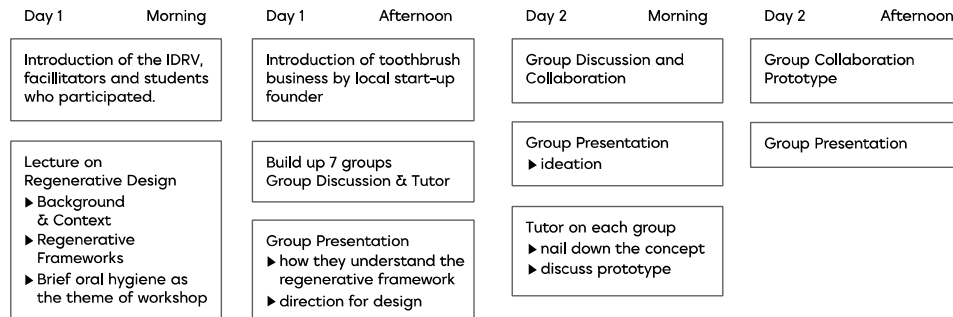 Day 1 Morning
Introduction of the IDRV,
facilitators and students
who participated.
Lecture on
Regenerative Design
▶ Background
& Context
▶ Regenerative
Frameworks
▶ Brief oral hygiene as
the theme of workshop
Day 1 Afternoon
Introduction of toothbrush
business by local start-up
founder
Build up 7 groups
Group Discussion & Tutor
Group Presentation
▶ how they understand the
regenerative framework
▶ direction for design
Day 2 Morning
Group Discussion and
Collaboration
Group Presentation
▶ ideation
Tutor on each group
▶ nail down the concept
▶ discuss prototype
Day 2 Afternoon
Group Collaboration
Prototype
Group Presentation